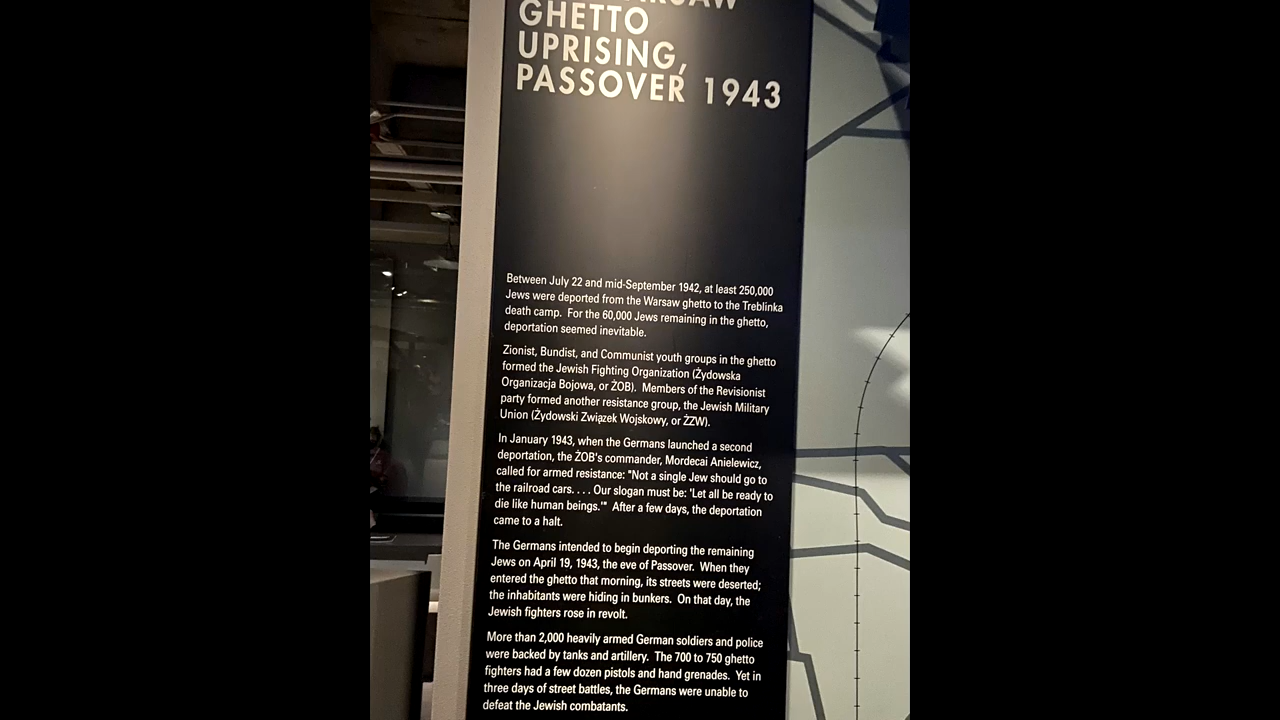 WARSAW
GHETTO
UPRISING,
PASSOVER 1943
Between July 22 and mid-September 1942, at least 250,000
Jews were deported from the Warsaw ghetto to the Treblinka
death camp. For the 60,000 Jews remaining in the ghetto,
deportation seemed inevitable.
Zionist, Bundist, and Communist youth groups in the ghetto
formed the Jewish Fighting Organization (Żydowska
Organizacja Bojowa, or ŻOB). Members of the Revisionist
party formed another resistance group, the Jewish Military
Union (Żydowski Związek Wojskowy, or ŻZW).
In January 1943, when the Germans launched a second
deportation, the ŻOB's commander, Mordecai Anielewicz,
called for armed resistance: "Not a single Jew should go to
the railroad cars. . . . Our slogan must be: 'Let all be ready to
die like human beings.'" After a few days, the deportation
came to a halt.
The Germans intended to begin deporting the remaining
Jews on April 19, 1943, the eve of Passover. When they
entered the ghetto that morning, its streets were deserted;
the inhabitants were hiding in bunkers. On that day, the
Jewish fighters rose in revolt.
More than 2,000 heavily armed German soldiers and police
were backed by tanks and artillery. The 700 to 750 ghetto
fighters had a few dozen pistols and hand grenades. Yet in
three days of street battles, the Germans were unable to
defeat the Jewish combatants.